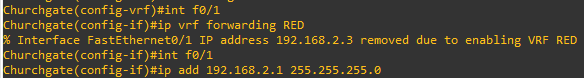 Churchgate(config-vrf)#int f0/1
Churchgate(config-if)#ip vrf forwarding RED
% Interface FastEthernet0/1 IP address 192.168.2.3 removed due to enabling VRF RED
Churchgate(config-if)#int f0/1
Churchgate(config-if)#ip add 192.168.2.1 255.255.255.0